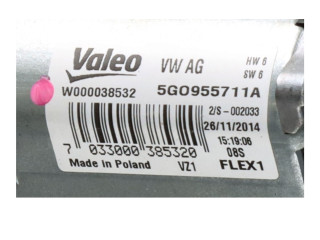 Valeo VW AG HW 6
SW 6
W000038532 5G0955711A
2/S - 002033
26/11/2014
15:19:06
7 033000 385320 08S
Made in Poland VZ1 FLEX1